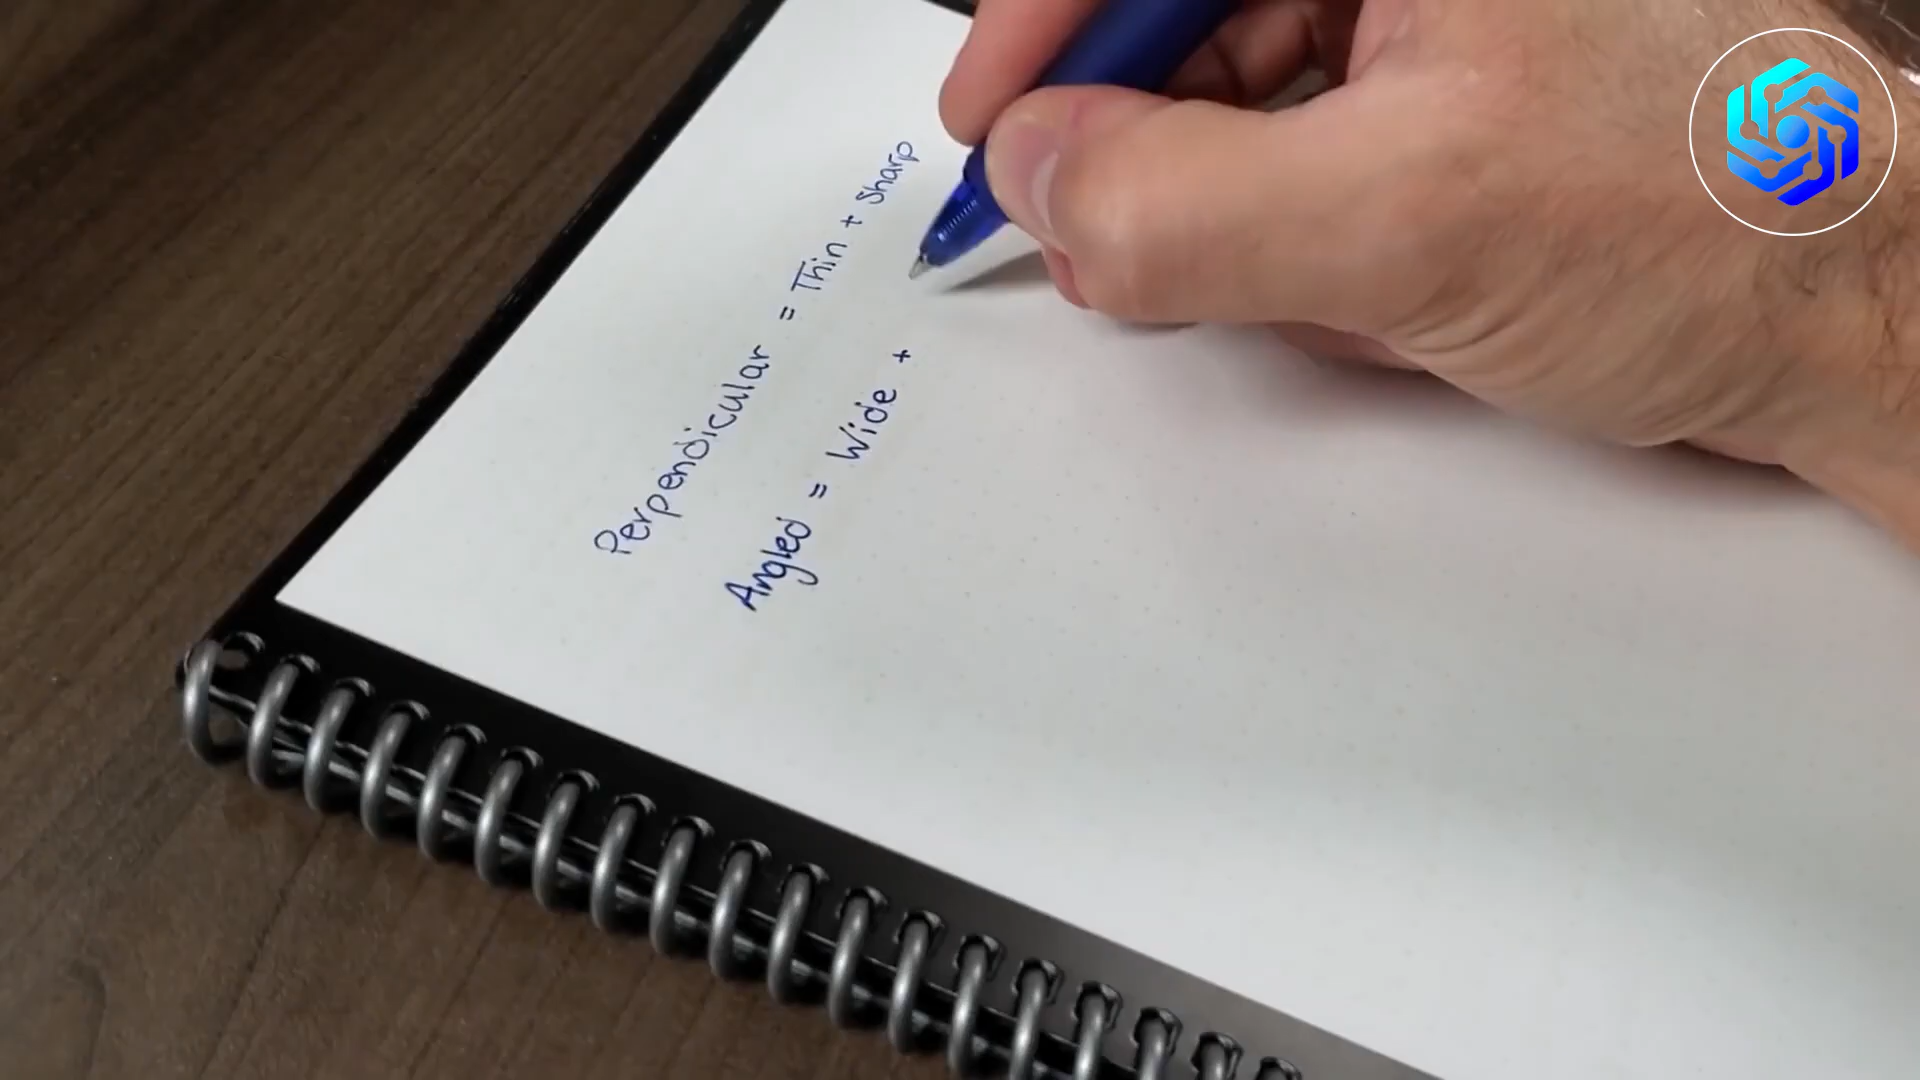 Perpendicular = Thin + Sharp
Angled = Wide +